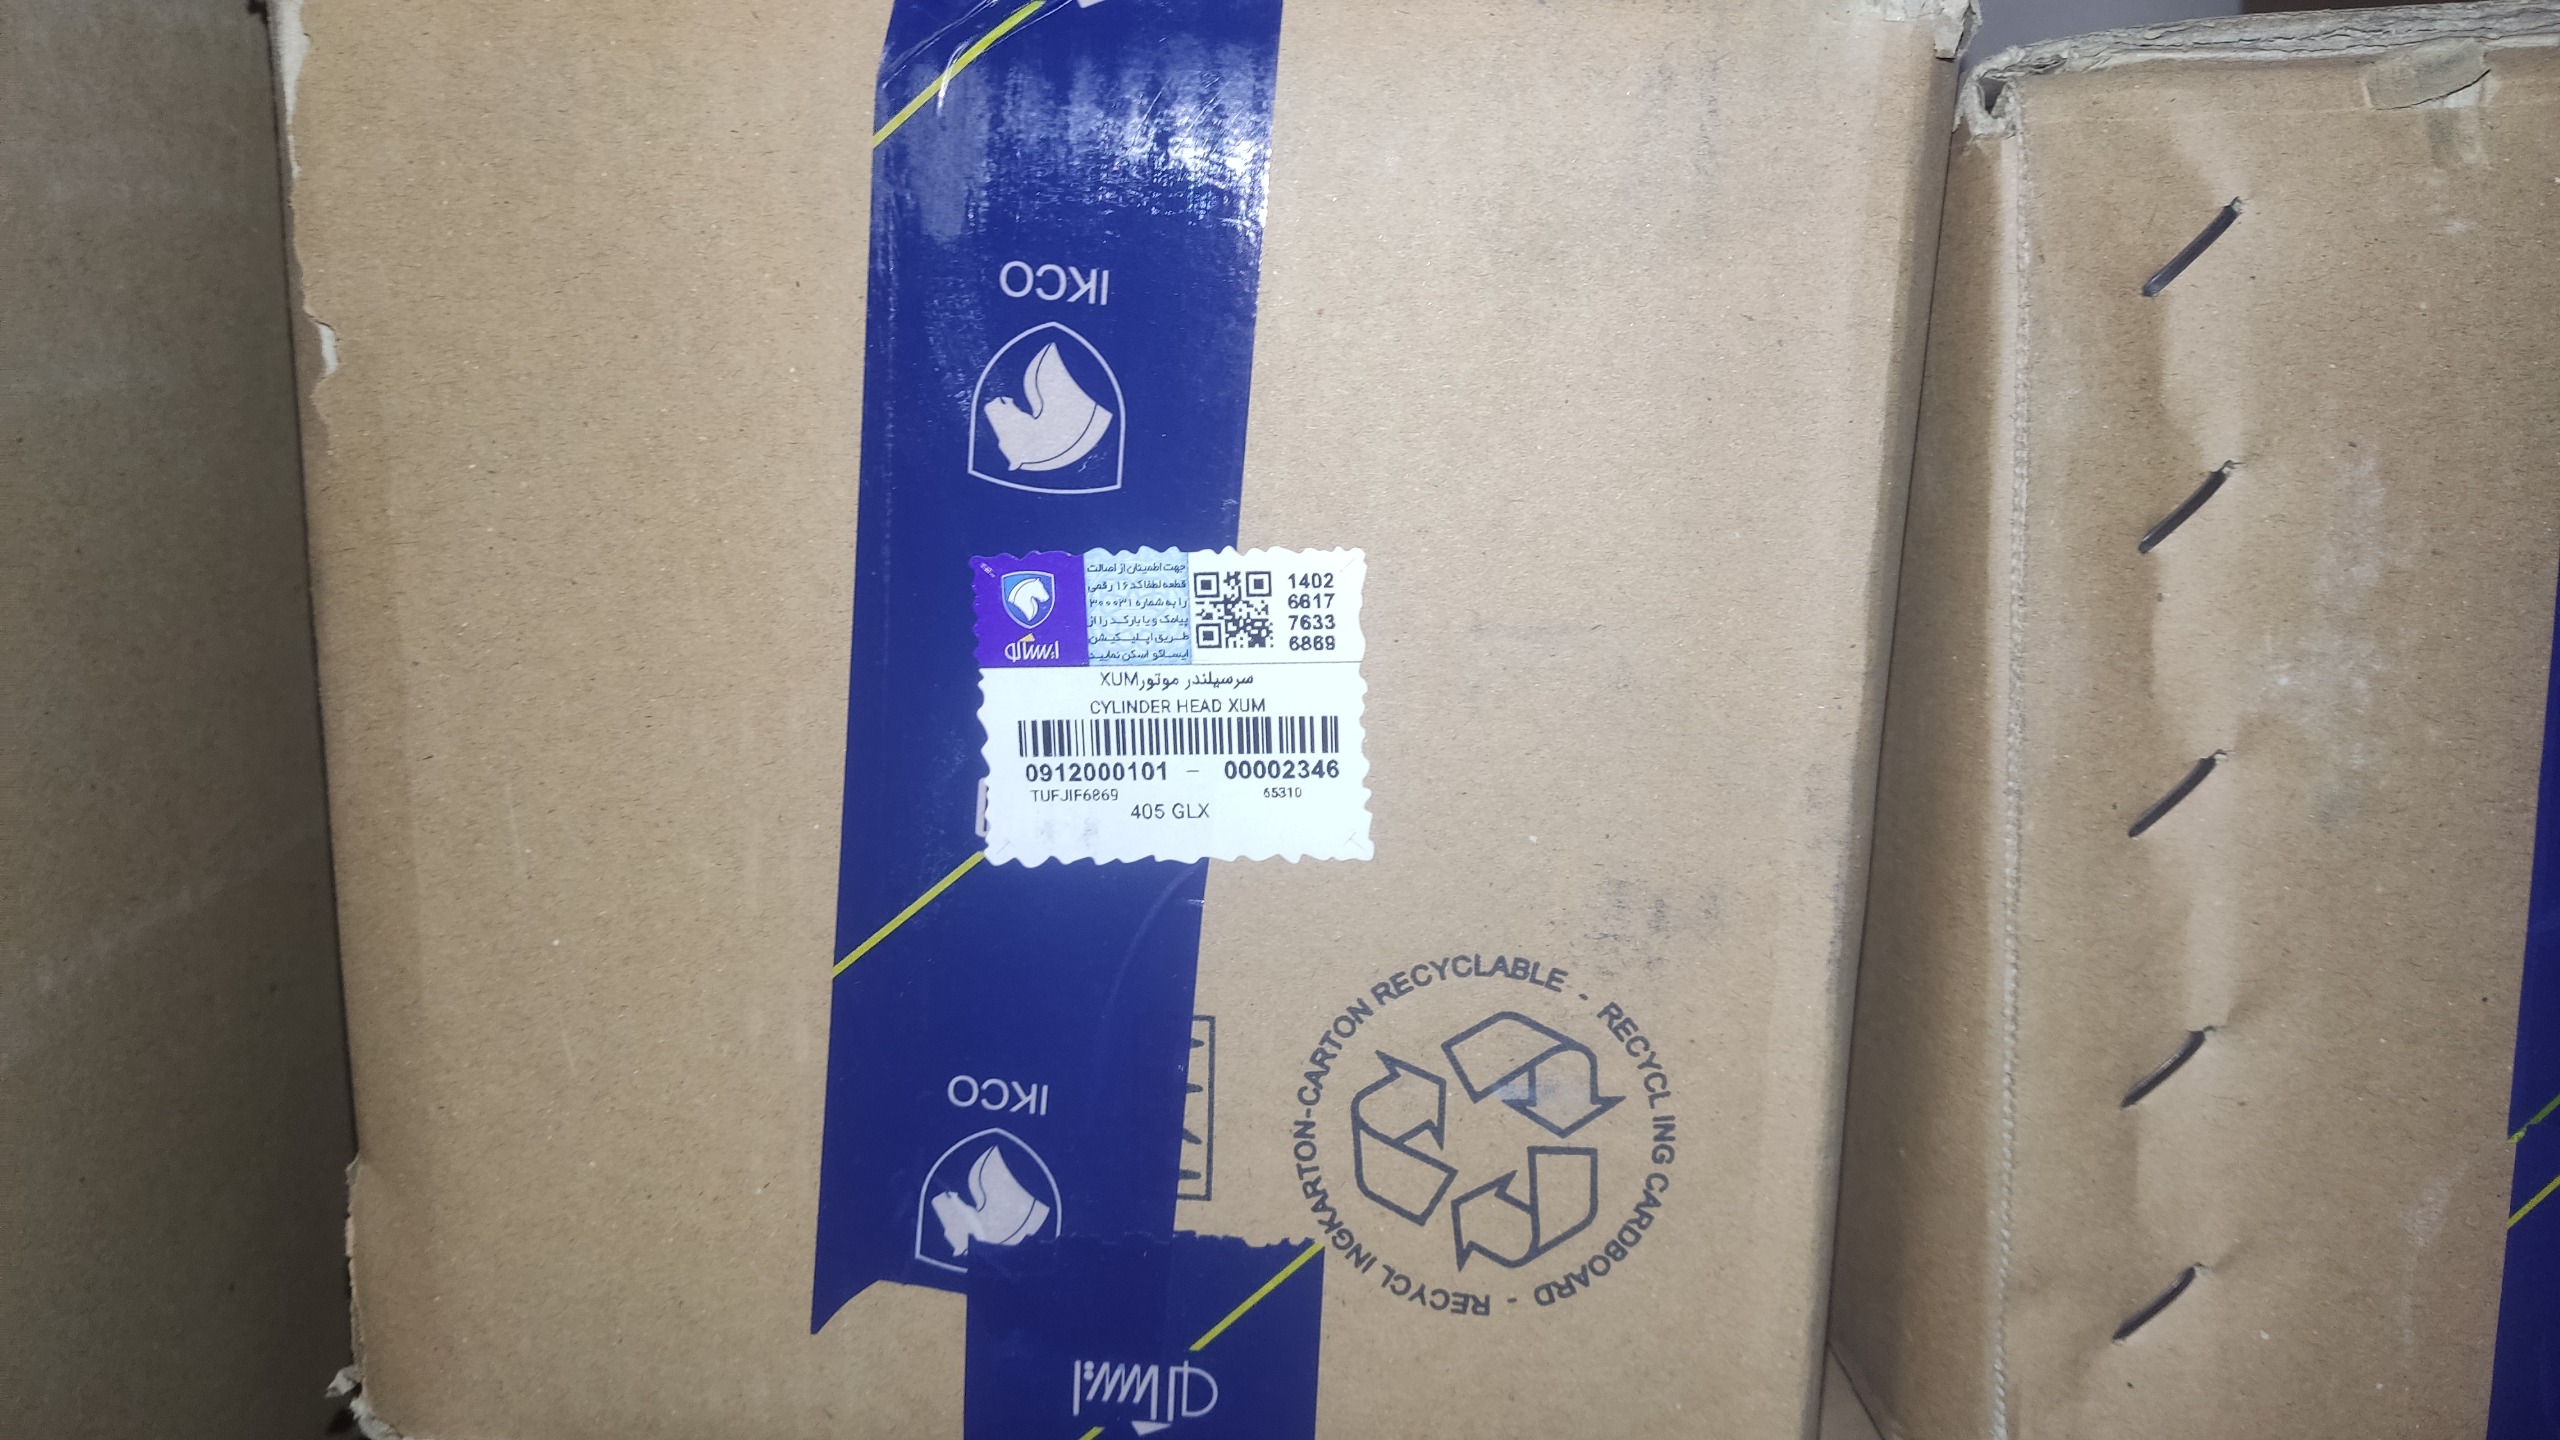 IKCO
ایساکو
جهت اطمینان از اصالت
قطعه لطفا کد ۱۶ رقمی
را به شماره ۳۰۰۰۳۱
پیامک و یا بارکد را از
طریق اپلیکیشن
ایساکو اسکن نمایید
1402
6617
7633
6869
سرسیلندر موتورXUM
CYLINDER HEAD XUM
0912000101 - 00002346
TUFJIF6869 65310
405 GLX
IKCO
RECYCL INGKARTON-CARTON RECYCLABLE - RECYCL ING CARDBOARD -
ایساکو